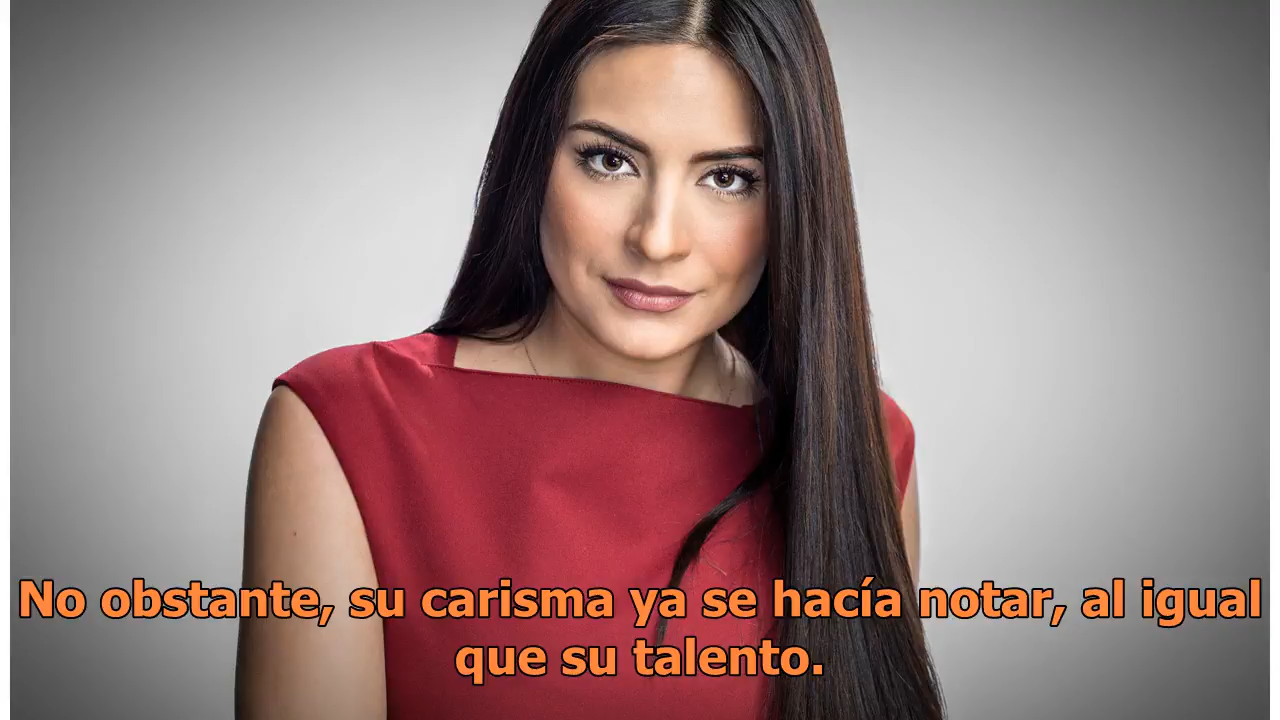 No obstante, su carisma ya se hacía notar, al igual
que su talento.